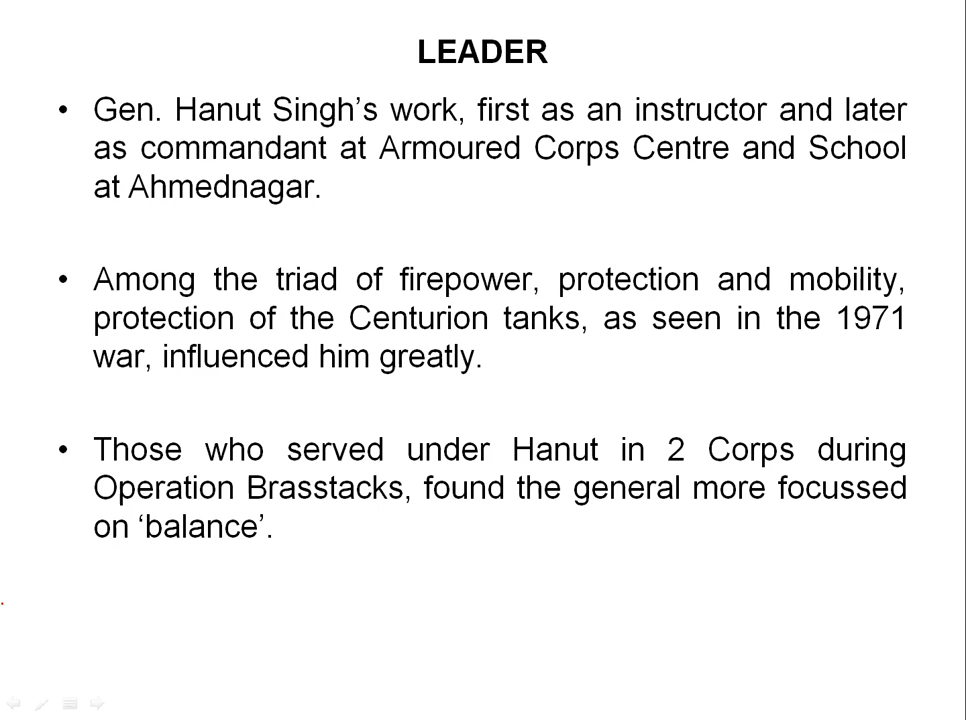 LEADER
• Gen. Hanut Singh’s work, first as an instructor and later
as commandant at Armoured Corps Centre and School
at Ahmednagar.
• Among the triad of firepower, protection and mobility,
protection of the Centurion tanks, as seen in the 1971
war, influenced him greatly.
• Those who served under Hanut in 2 Corps during
Operation Brasstacks, found the general more focussed
on ‘balance’.